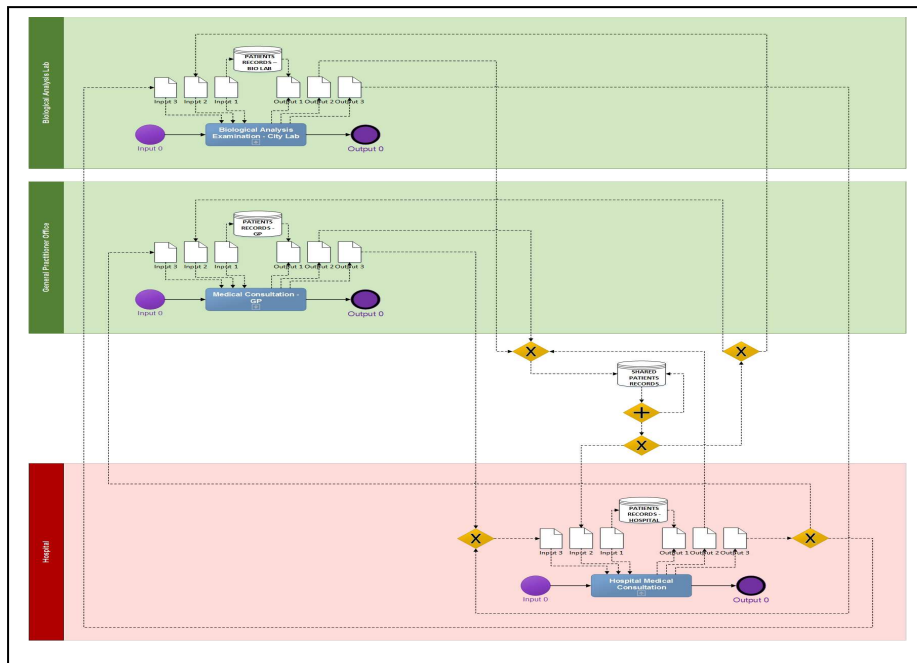 Biological Analysis Lab
PATIENTS
RECORDS –
BIO LAB
Input 3
Input 2
Input 1
Output 1
Output 2
Output 3
Biological Analysis
Examination - City Lab
Input 0
Output 0
General Practitioner Office
PATIENTS
RECORDS -
GP
Input 3
Input 2
Input 1
Output 1
Output 2
Output 3
Medical Consultation -
GP
Input 0
Output 0
SHARED
PATIENTS
RECORDS
Hospital
PATIENTS
RECORDS -
HOSPITAL
Input 3
Input 2
Input 1
Output 1
Output 2
Output 3
Hospital Medical
Consultation
Input 0
Output 0